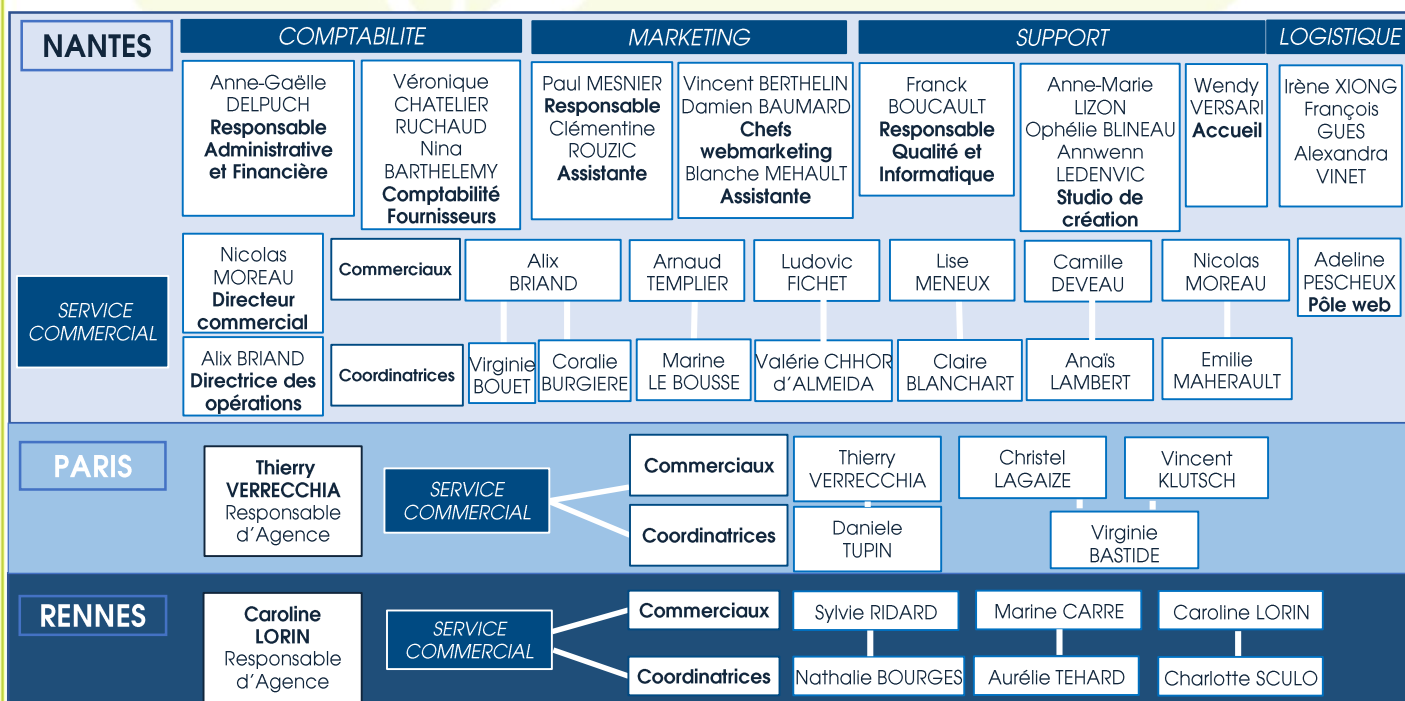 NANTES
COMPTABILITE
MARKETING
SUPPORT
LOGISTIQUE
Anne-Gaëlle
DELPUCH
Responsable
Administrative
et Financière
Véronique
CHATELIER
RUCHAUD
Nina
BARTHELEMY
Comptabilité
Fournisseurs
Paul MESNIER
Responsable
Clémentine
ROUZIC
Assistante
Vincent BERTHELIN
Damien BAUMARD
Chefs
webmarketing
Blanche MEHAULT
Assistante
Franck
BOUCAULT
Responsable
Qualité et
Informatique
Anne-Marie
LIZON
Ophélie BLINEAU
Annwenn
LEDENVIC
Studio de
création
Wendy
VERSARI
Accueil
Irène XIONG
François
GUES
Alexandra
VINET
SERVICE
COMMERCIAL
Nicolas
MOREAU
Directeur
commercial
Commerciaux
Alix
BRIAND
Arnaud
TEMPLIER
Ludovic
FICHET
Lise
MENEUX
Camille
DEVEAU
Nicolas
MOREAU
Adeline
PESCHEUX
Pôle web
Alix BRIAND
Directrice des
opérations
Coordinatrices
Virginie
BOUET
Coralie
BURGIERE
Marine
LE BOUSSE
Valérie CHHOR
d'ALMEIDA
Claire
BLANCHART
Anaïs
LAMBERT
Emilie
MAHERAULT
PARIS
Thierry
VERRECCHIA
Responsable
d'Agence
SERVICE
COMMERCIAL
Commerciaux
Thierry
VERRECCHIA
Christel
LAGAIZE
Vincent
KLUTSCH
Coordinatrices
Daniele
TUPIN
Virginie
BASTIDE
RENNES
Caroline
LORIN
Responsable
d'Agence
SERVICE
COMMERCIAL
Commerciaux
Sylvie RIDARD
Marine CARRE
Caroline LORIN
Coordinatrices
Nathalie BOURGES
Aurélie TEHARD
Charlotte SCULO